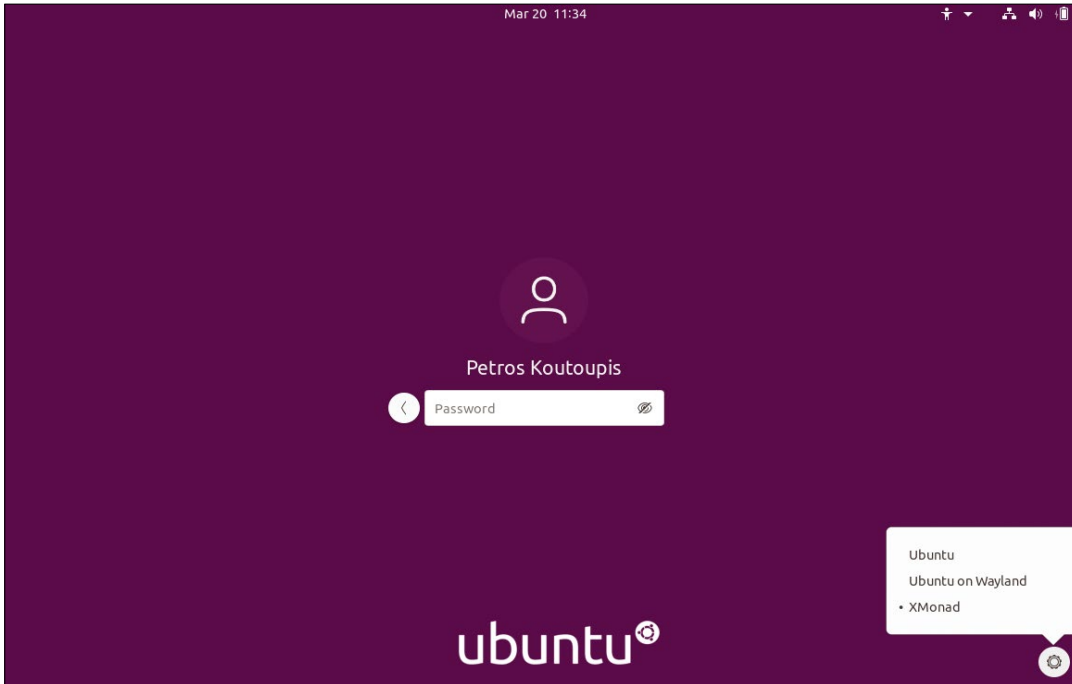 Mar 20 11:34
Petros Koutoupis
Password
Ubuntu
Ubuntu on Wayland
• XMonad
ubuntu